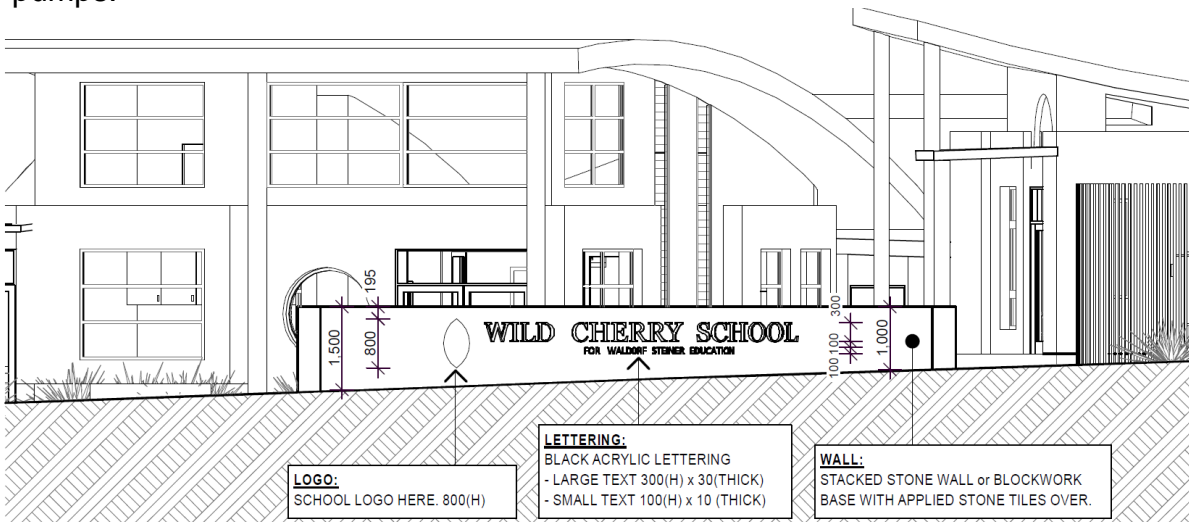 pumps.
195
300
1,500
800
WILD CHERRY SCHOOL
FOR WALDORF STEINER EDUCATION
100
100
1,000
LETTERING:
BLACK ACRYLIC LETTERING
- LARGE TEXT 300(H) x 30(THICK)
- SMALL TEXT 100(H) x 10 (THICK)
WALL:
STACKED STONE WALL or BLOCKWORK
BASE WITH APPLIED STONE TILES OVER.
LOGO:
SCHOOL LOGO HERE. 800(H)